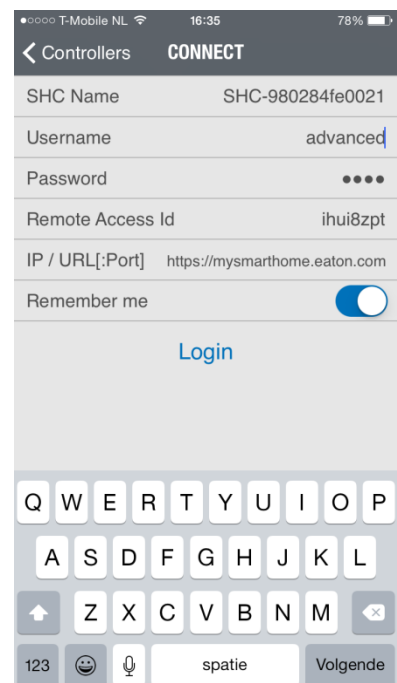 T-Mobile NL 16:35 78%
Controllers CONNECT
SHC Name SHC-980284fe0021
Username advanced
Password ••••
Remote Access Id ihui8zpt
IP / URL[:Port] https://mysmarthome.eaton.com
Remember me
Login
Q W E R T Y U I O P
A S D F G H J K L
Z X C V B N M
123 spatie Volgende